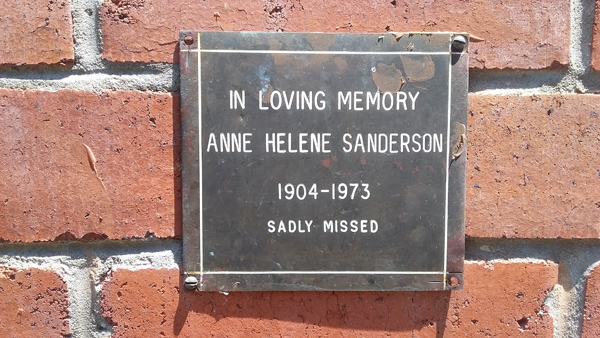 IN LOVING MEMORY
ANNE HELENE SANDERSON
1904-1973
SADLY MISSED